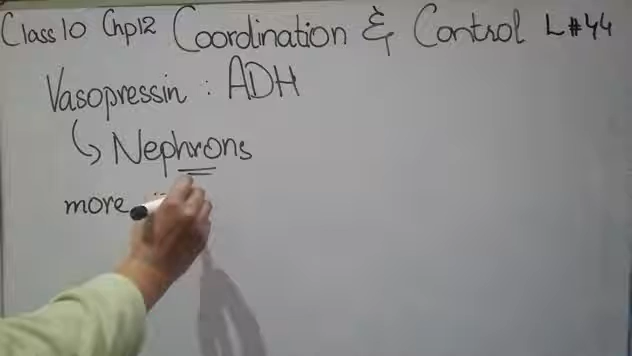 Class 10 Chp12 Coordination & Control L#44
Vasopressin : ADH
↳ Nephrons
more